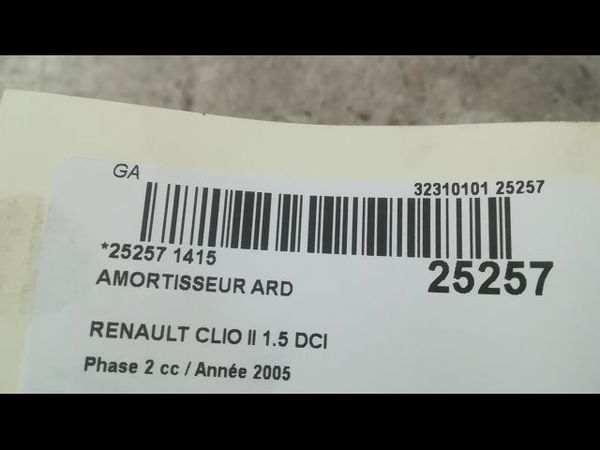 GA
32310101 25257
*25257 1415
25257
AMORTISSEUR ARD
RENAULT CLIO II 1.5 DCI
Phase 2 cc / Année 2005